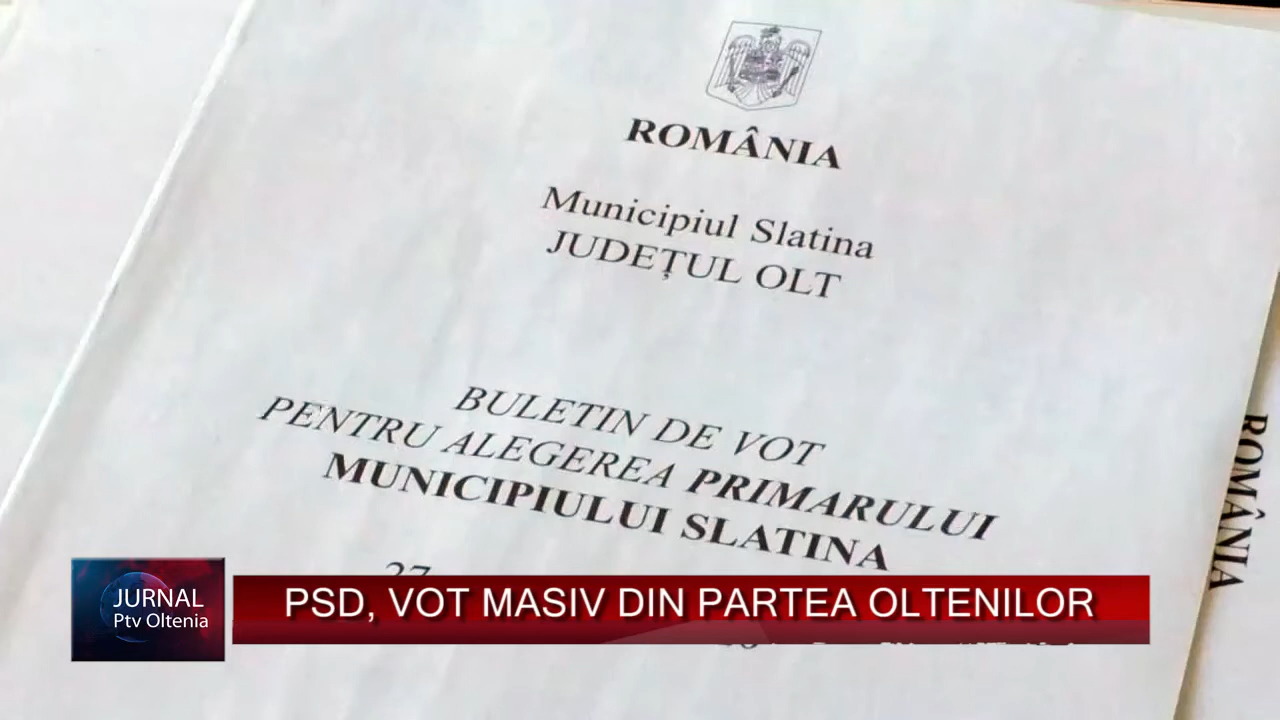 ROMÂNIA
Municipiul Slatina
JUDEȚUL OLT
BULETIN DE VOT
PENTRU ALEGEREA PRIMARULUI
MUNICIPIULUI SLATINA
27
ROMÂNIA
JURNAL
Ptv Oltenia
PSD, VOT MASIV DIN PARTEA OLTENILOR